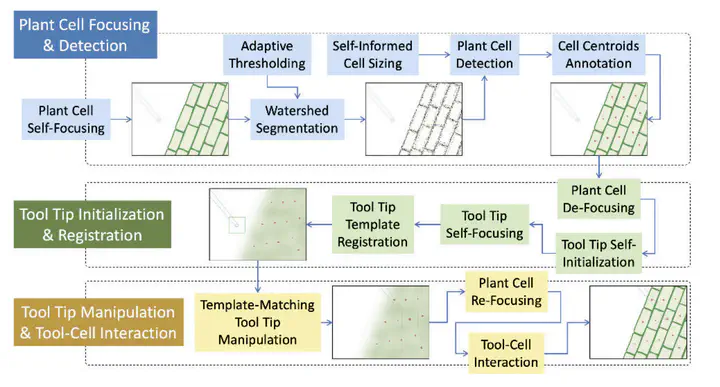 Plant Cell Focusing
& Detection
Adaptive
Thresholding
Self-Informed
Cell Sizing
Plant Cell
Detection
Cell Centroids
Annotation
Plant Cell
Self-Focusing
Watershed
Segmentation
Plant Cell
De-Focusing
Tool Tip Initialization
& Registration
Tool Tip
Template
Registration
Tool Tip
Self-Focusing
Tool Tip Self-
Initialization
Tool Tip Manipulation
& Tool-Cell Interaction
Template-Matching
Tool Tip
Manipulation
Plant Cell
Re-Focusing
Tool-Cell
Interaction